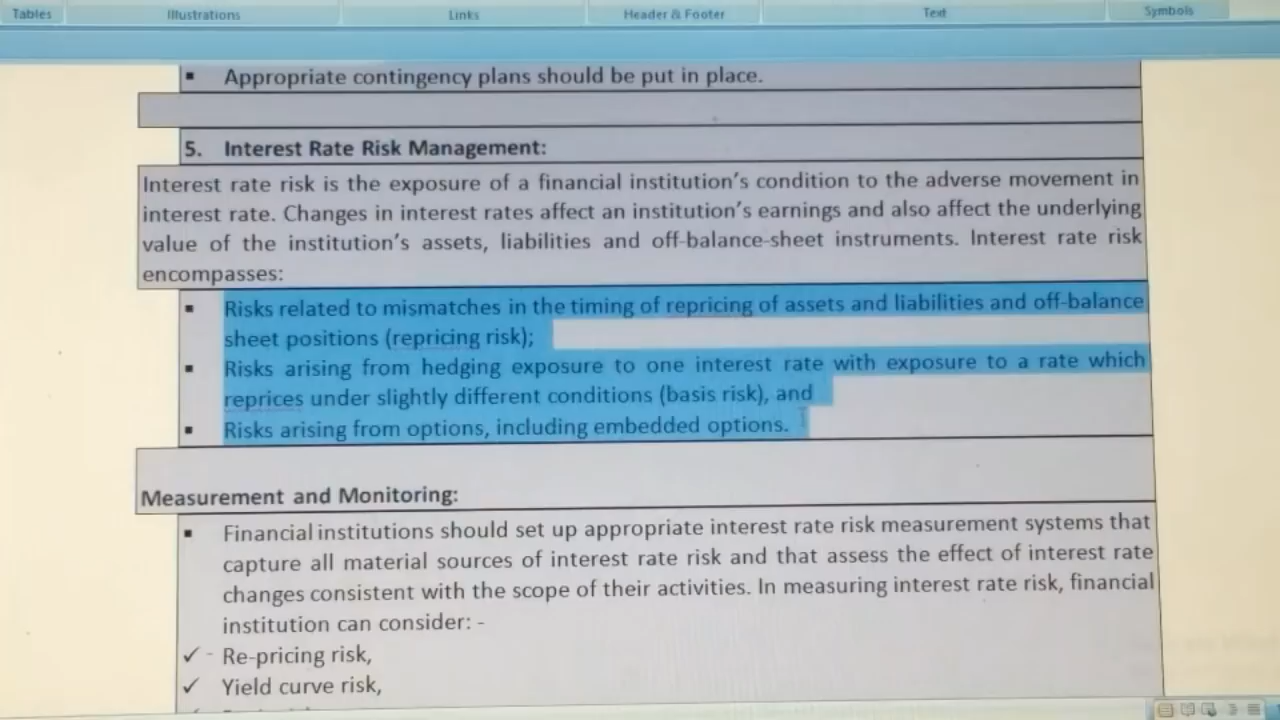 Tables Illustrations Links Header & Footer Text Symbols
▪ Appropriate contingency plans should be put in place.
5. Interest Rate Risk Management:
Interest rate risk is the exposure of a financial institution's condition to the adverse movement in
interest rate. Changes in interest rates affect an institution's earnings and also affect the underlying
value of the institution's assets, liabilities and off-balance-sheet instruments. Interest rate risk
encompasses:
▪ Risks related to mismatches in the timing of repricing of assets and liabilities and off-balance
sheet positions (repricing risk);
▪ Risks arising from hedging exposure to one interest rate with exposure to a rate which
reprices under slightly different conditions (basis risk), and
▪ Risks arising from options, including embedded options.
Measurement and Monitoring:
▪ Financial institutions should set up appropriate interest rate risk measurement systems that
capture all material sources of interest rate risk and that assess the effect of interest rate
changes consistent with the scope of their activities. In measuring interest rate risk, financial
institution can consider: -
✓ Re-pricing risk,
✓ Yield curve risk,